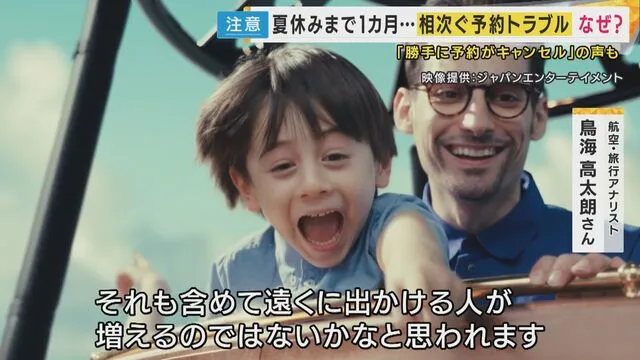 注意 夏休みまで1カ月…相次ぐ予約トラブル なぜ?
「勝手に予約がキャンセル」の声も
映像提供:ジャパンエンターテイメント
航空・旅行アナリスト
鳥海 高太朗さん
それも含めて遠くに出かける人が
増えるのではないかなと思われます